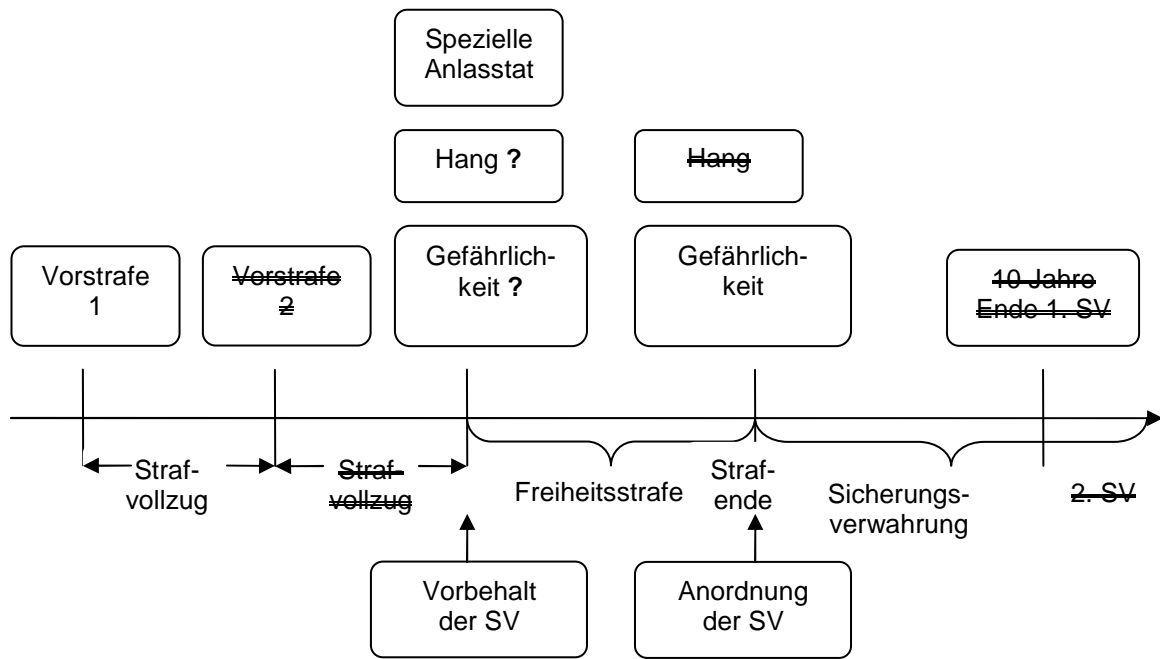 Spezielle
Anlasstat
Hang ?
Hang
Vorstrafe
1
Vorstrafe
2
Gefährlich-
keit ?
Gefährlich-
keit
10 Jahre
Ende 1. SV
Straf-
vollzug
Straf-
vollzug
Freiheitsstrafe
Straf-
ende
Sicherungs-
verwahrung
2. SV
Vorbehalt
der SV
Anordnung
der SV